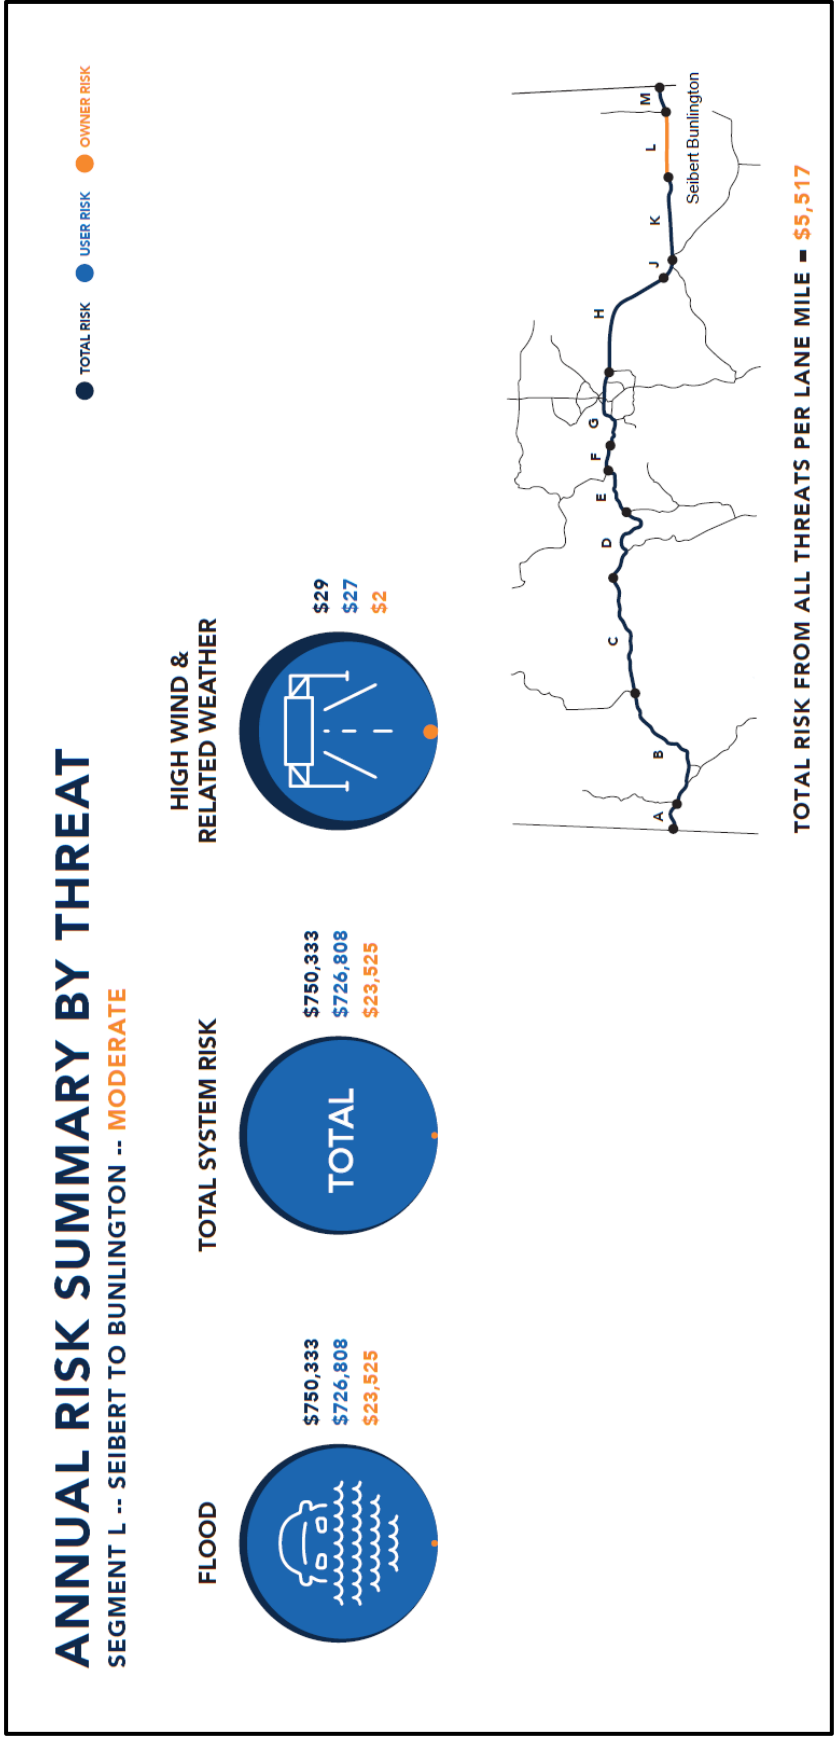 ANNUAL RISK SUMMARY BY THREAT
SEGMENT L -- SEIBERT TO BUNLINGTON -- MODERATE
TOTAL RISK
USER RISK
OWNER RISK
FLOOD
$750,333
$726,808
$23,525
TOTAL SYSTEM RISK
TOTAL
$750,333
$726,808
$23,525
HIGH WIND &
RELATED WEATHER
$29
$27
$2
A
B
C
D
E
F
G
H
J
K
L
M
Seibert Bunlington
TOTAL RISK FROM ALL THREATS PER LANE MILE = $5,517